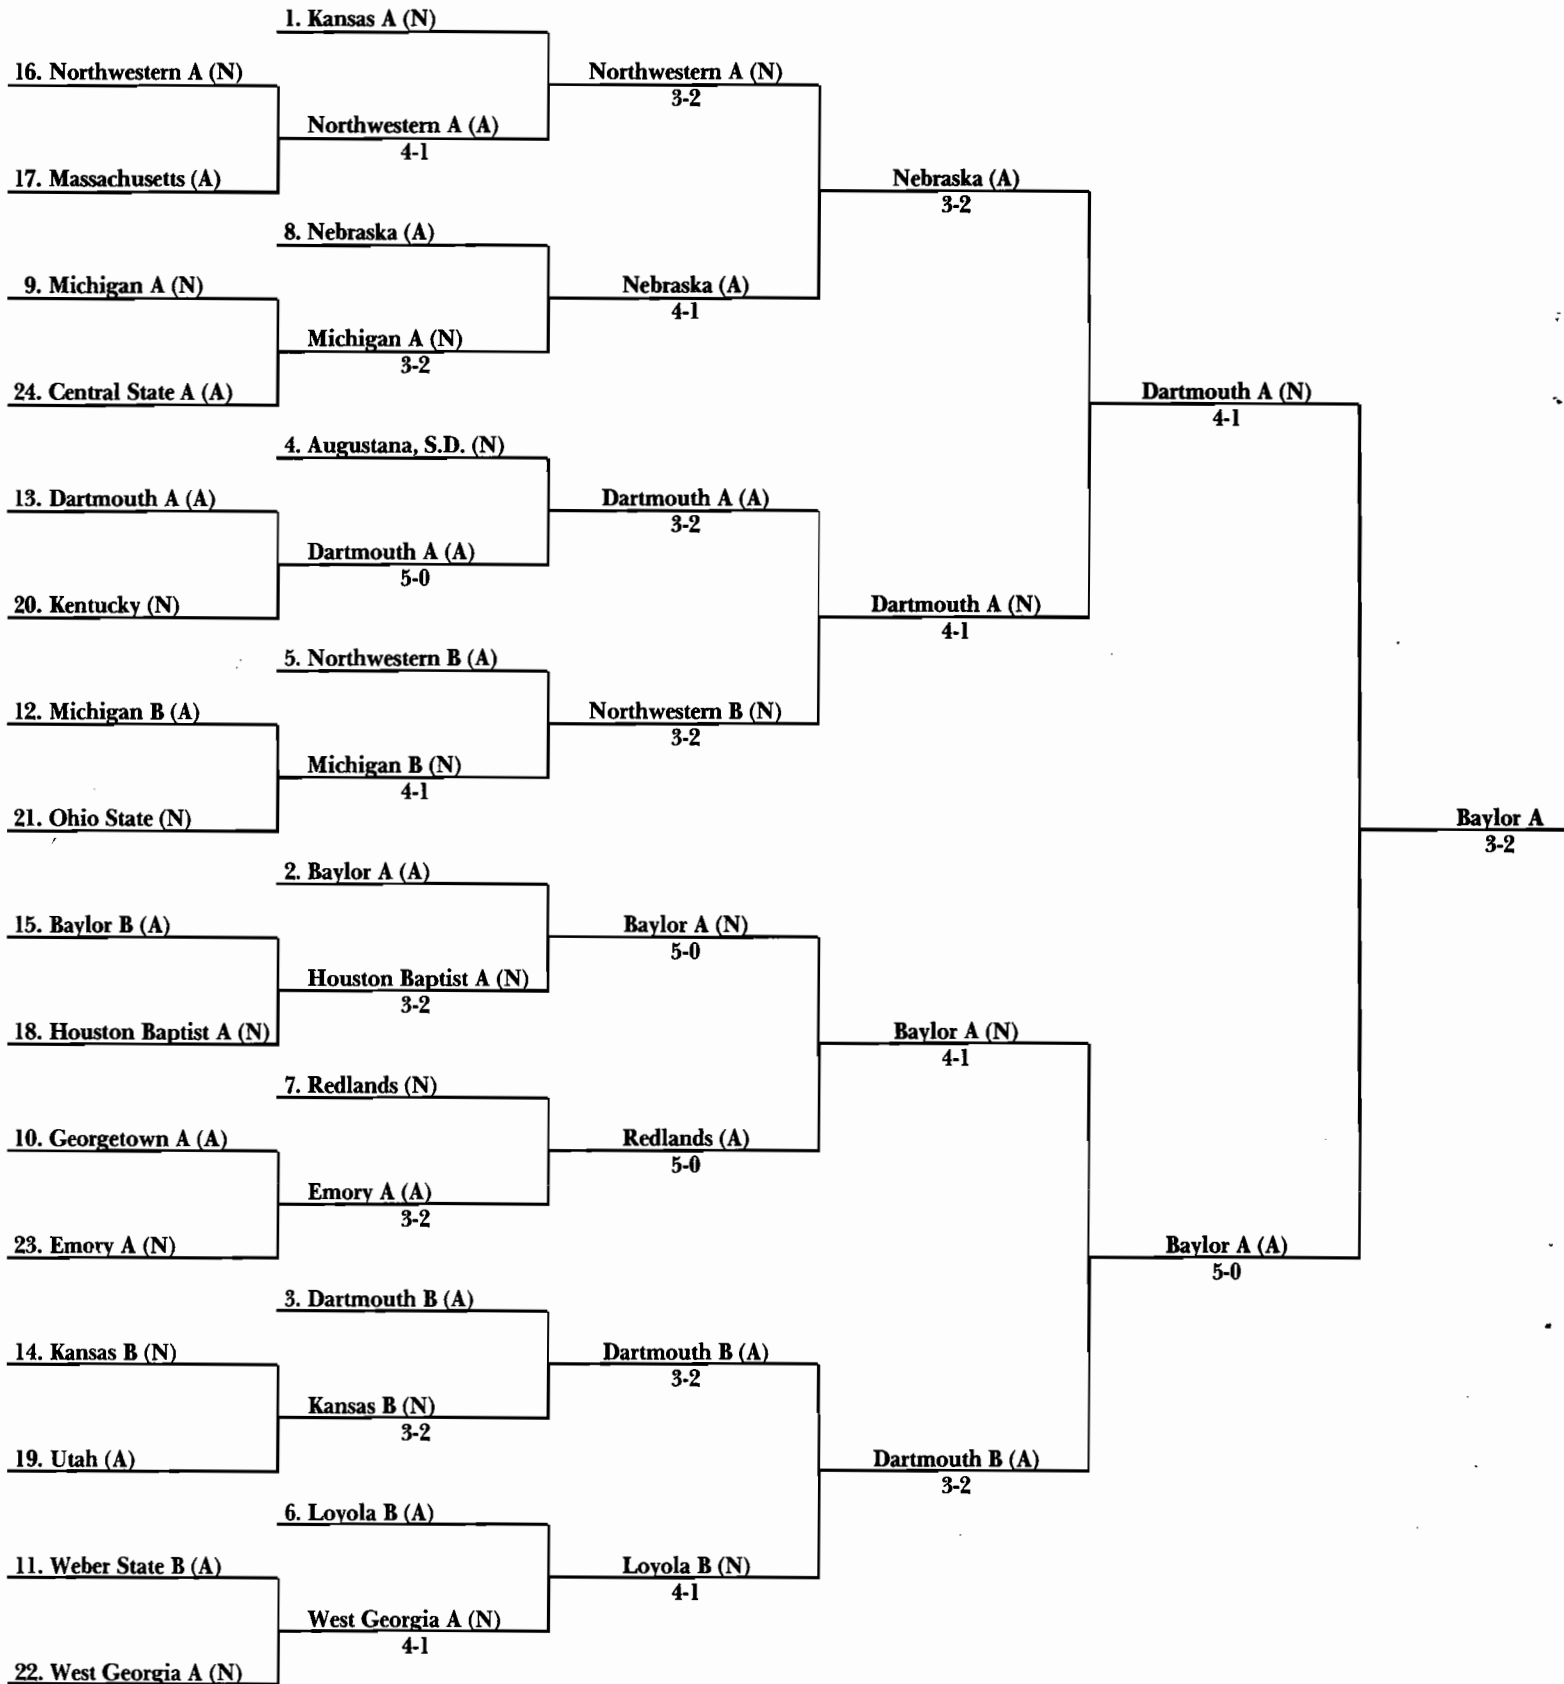 1. Kansas A (N)
16. Northwestern A (N)
Northwestern A (N)
3-2
Northwestern A (A)
4-1
17. Massachusetts (A)
Nebraska (A)
3-2
8. Nebraska (A)
9. Michigan A (N)
Nebraska (A)
4-1
Michigan A (N)
3-2
24. Central State A (A)
Dartmouth A (N)
4-1
4. Augustana, S.D. (N)
13. Dartmouth A (A)
Dartmouth A (A)
3-2
Dartmouth A (A)
5-0
20. Kentucky (N)
Dartmouth A (N)
4-1
5. Northwestern B (A)
12. Michigan B (A)
Northwestern B (N)
3-2
Michigan B (N)
4-1
21. Ohio State (N)
Baylor A
3-2
2. Baylor A (A)
15. Baylor B (A)
Baylor A (N)
5-0
Houston Baptist A (N)
3-2
18. Houston Baptist A (N)
Baylor A (N)
4-1
7. Redlands (N)
10. Georgetown A (A)
Redlands (A)
5-0
Emory A (A)
3-2
23. Emory A (N)
Baylor A (A)
5-0
3. Dartmouth B (A)
14. Kansas B (N)
Dartmouth B (A)
3-2
Kansas B (N)
3-2
19. Utah (A)
Dartmouth B (A)
3-2
6. Loyola B (A)
11. Weber State B (A)
Loyola B (N)
4-1
West Georgia A (N)
4-1
22. West Georgia A (N)